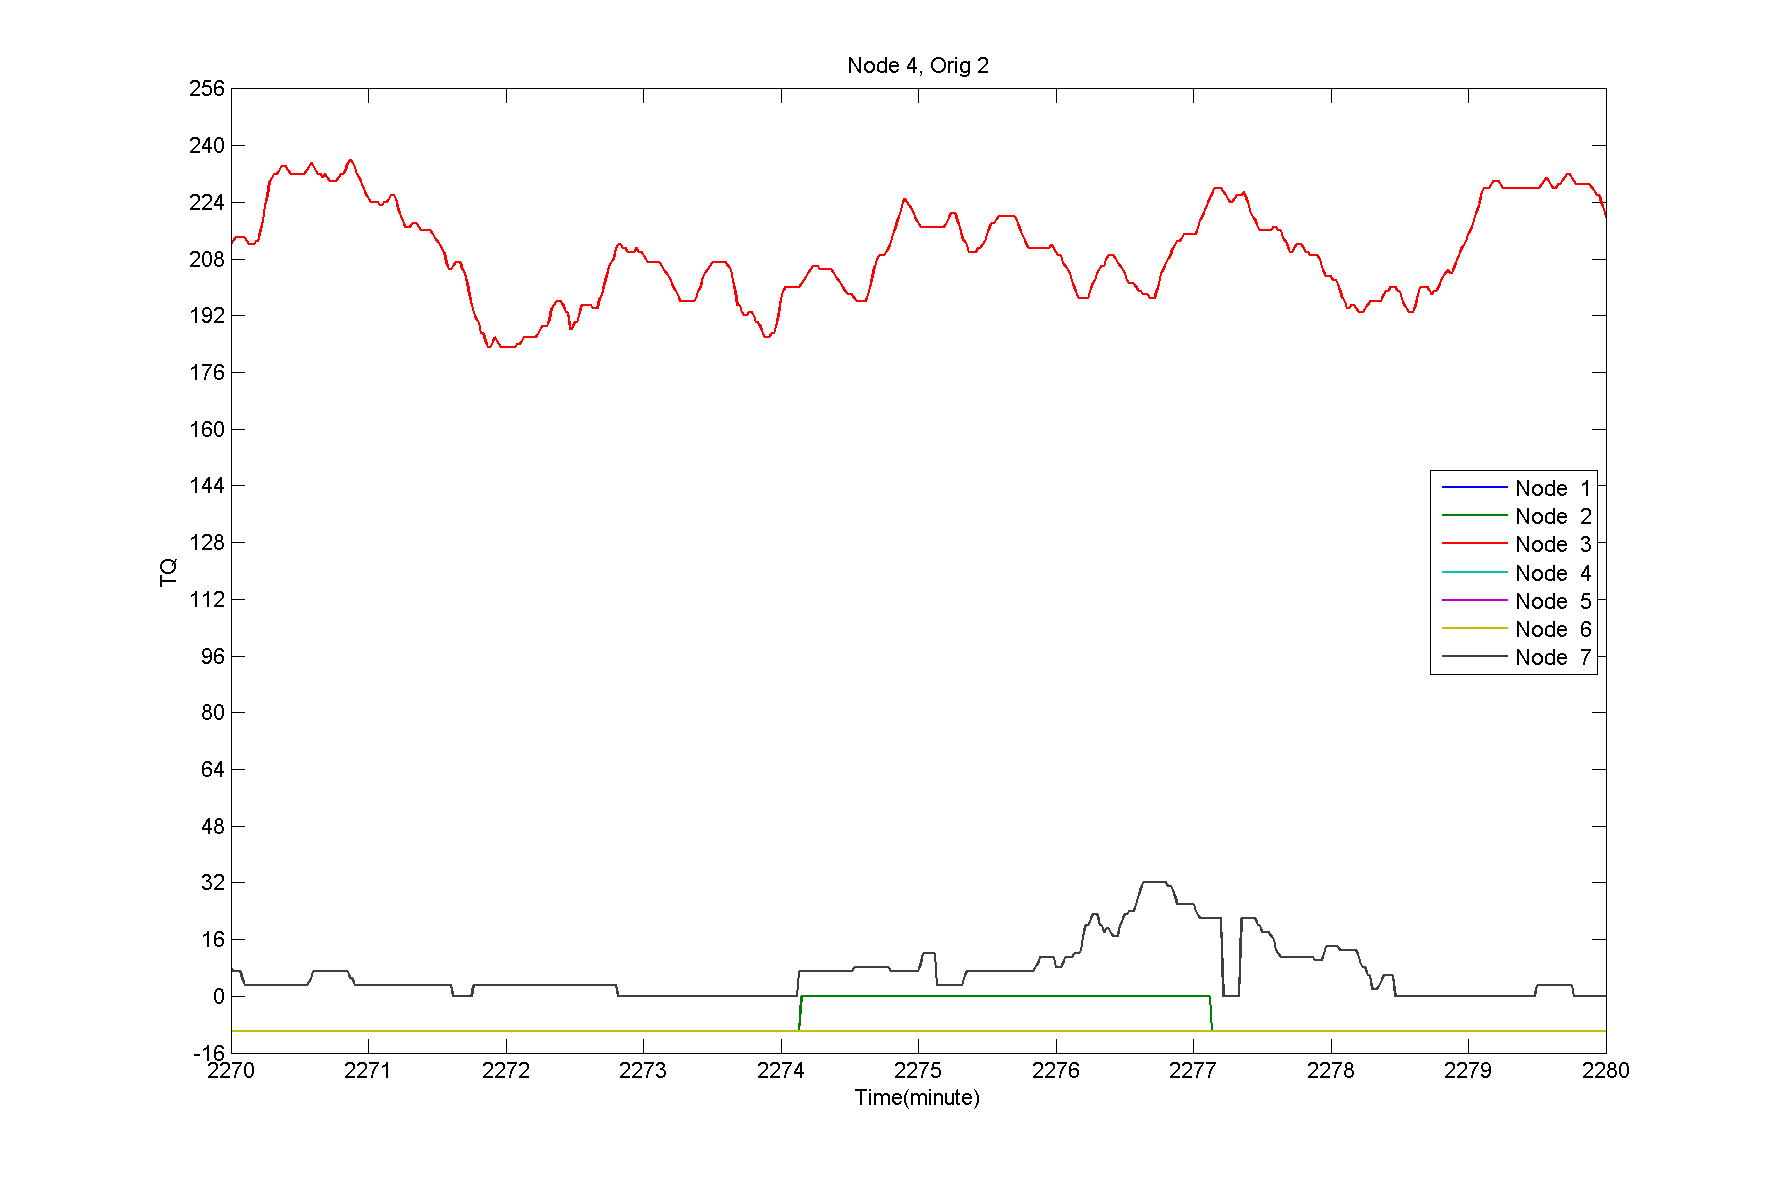 Node 4, Orig 2
256
240
224
208
192
176
160
144
128
112
96
80
64
48
32
16
0
-16
TQ
Node 1
Node 2
Node 3
Node 4
Node 5
Node 6
Node 7
2270 2271 2272 2273 2274 2275 2276 2277 2278 2279 2280
Time(minute)